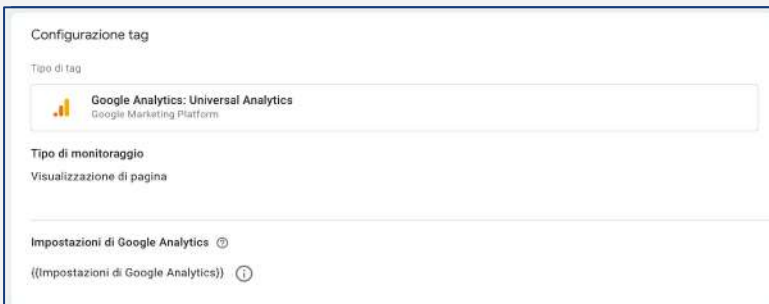 Configurazione tag
Tipo di tag
Google Analytics: Universal Analytics
Google Marketing Platform
Tipo di monitoraggio
Visualizzazione di pagina
Impostazioni di Google Analytics
{{Impostazioni di Google Analytics}}